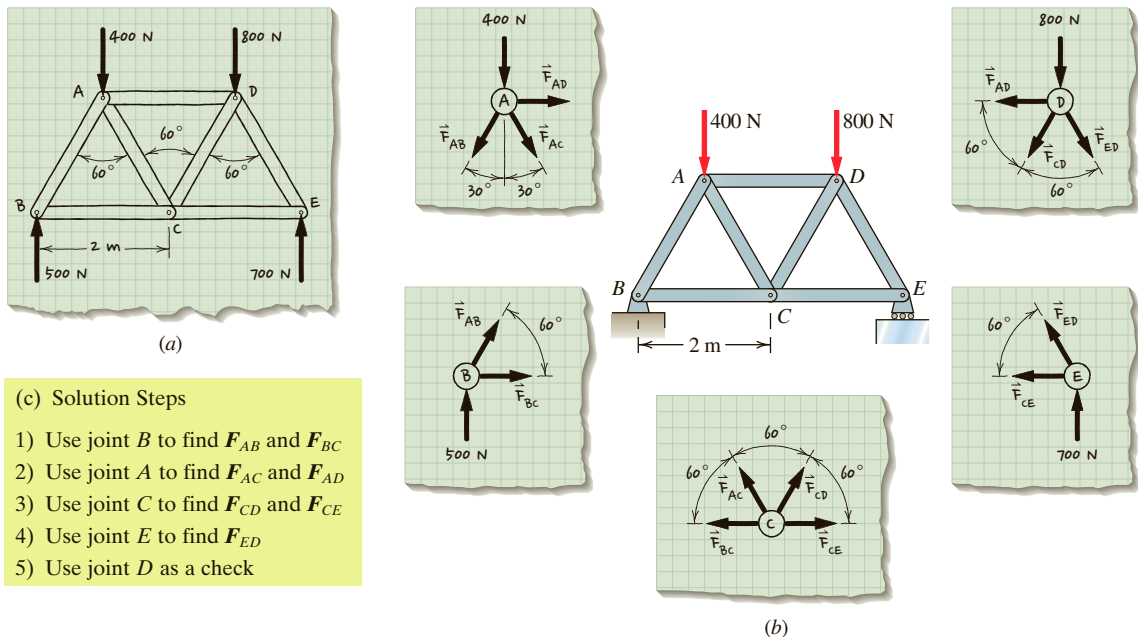 400 N
800 N
A
D
60°
60°
60°
B
C
E
2 m
500 N
700 N
(a)
(c) Solution Steps
1) Use joint B to find F_AB and F_BC
2) Use joint A to find F_AC and F_AD
3) Use joint C to find F_CD and F_CE
4) Use joint E to find F_ED
5) Use joint D as a check
400 N
A
F_AD
F_AB
F_AC
30°
30°
F_AB
60°
B
F_BC
500 N
400 N
800 N
A
D
B
E
C
2 m
60°
60°
60°
F_AC
F_CD
C
F_BC
F_CE
(b)
800 N
F_AD
D
60°
F_CD
F_ED
60°
F_ED
60°
F_CE
E
700 N